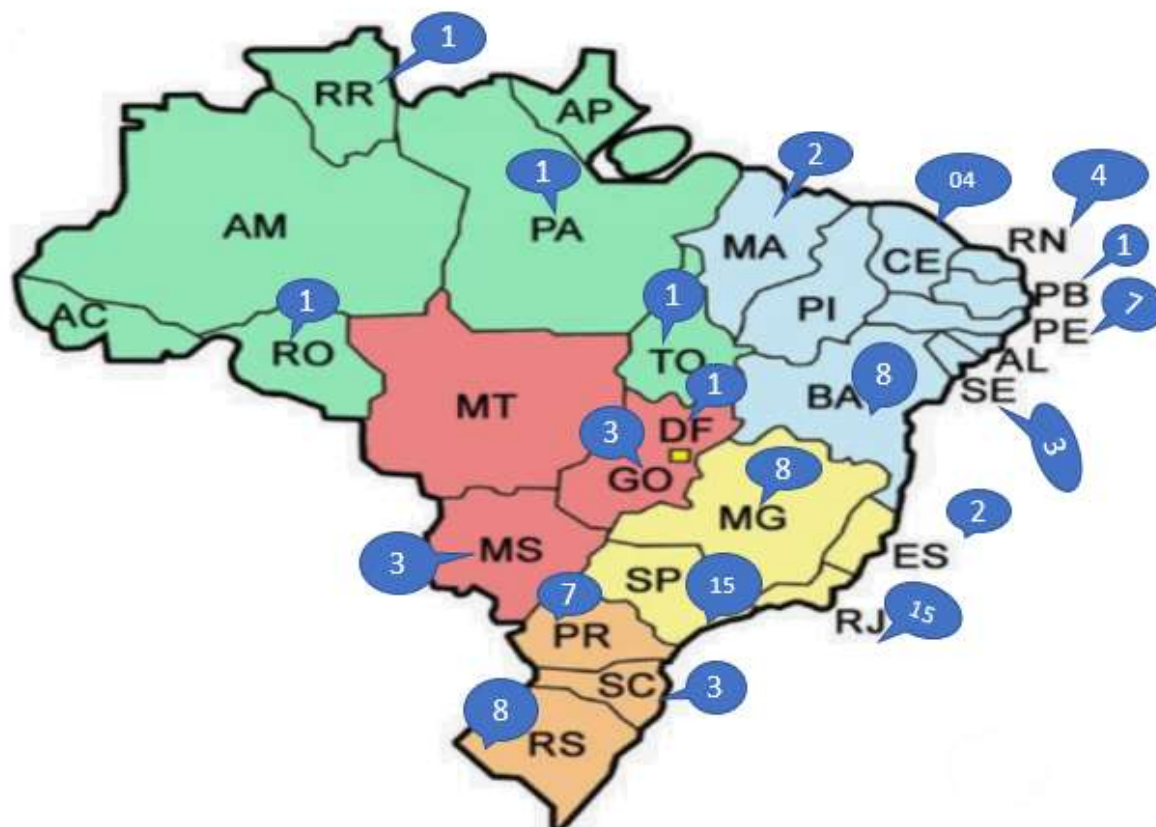 1
RR
AP
2
1
04
4
AM
PA
MA
CE
RN
1
PB
1
1
PI
7
AC
RO
TO
PE
AL
8
SE
MT
1
BA
3
DF
3
GO
8
MG
2
MS
ES
3
SP
15
7
RJ
15
PR
SC
3
8
RS